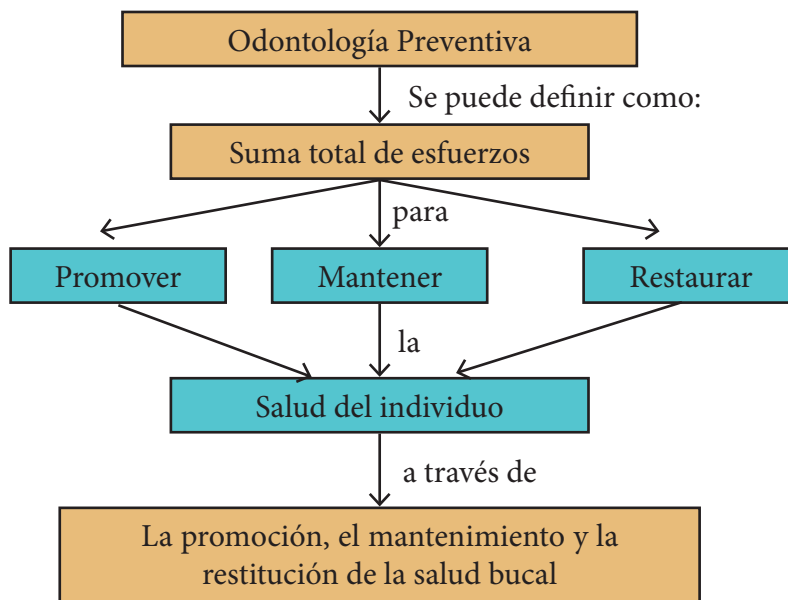 Odontología Preventiva
Se puede definir como:
Suma total de esfuerzos
para
Promover
Mantener
Restaurar
la
Salud del individuo
a través de
La promoción, el mantenimiento y la
restitución de la salud bucal